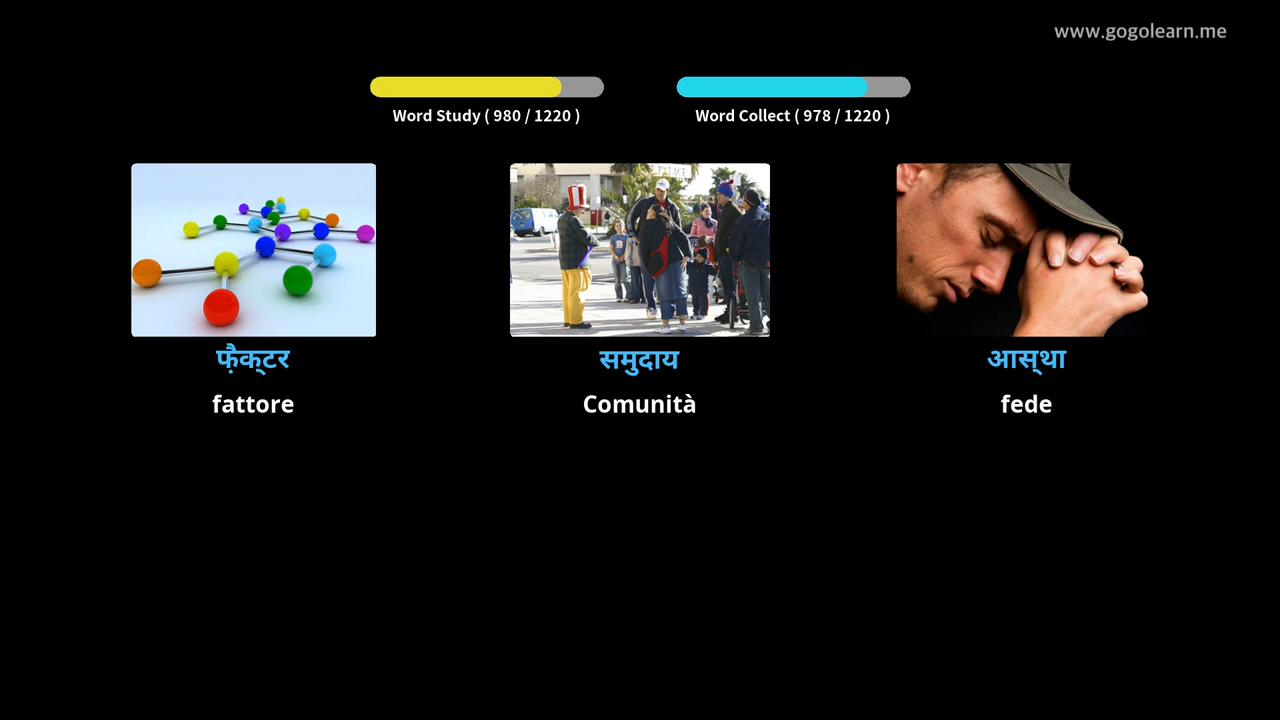 www.gogolearn.me
Word Study ( 980 / 1220 )
Word Collect ( 978 / 1220 )
फ़ैक्टर
समुदाय
आस्था
fattore
Comunità
fede